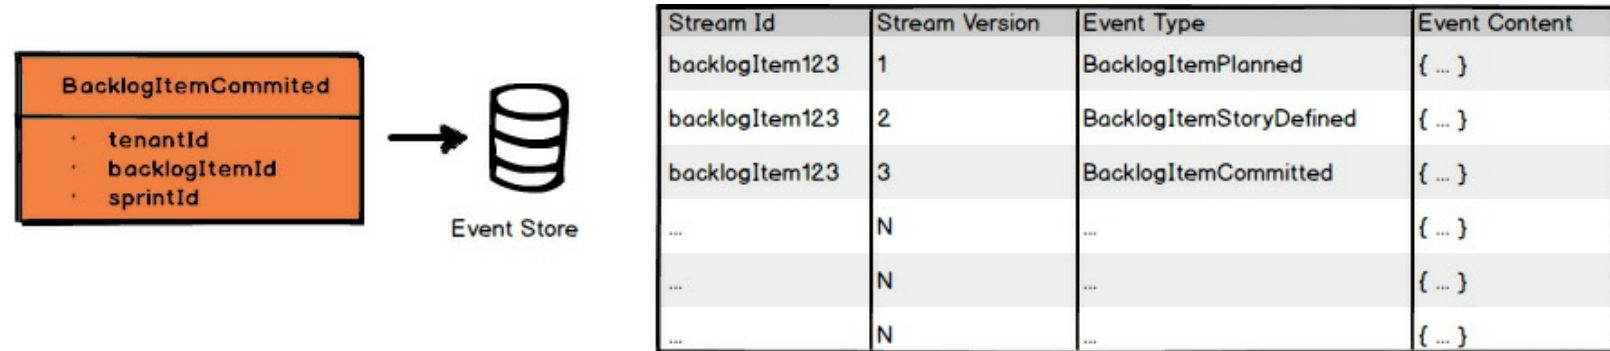 BacklogItemCommited
· tenantId
· backlogItemId
· sprintId
Event Store
Stream Id Stream Version Event Type Event Content
backlogItem123 1 BacklogItemPlanned { ... }
backlogItem123 2 BacklogItemStoryDefined { ... }
backlogItem123 3 BacklogItemCommitted { ... }
... N ... { ... }
... N ... { ... }
... N ... { ... }